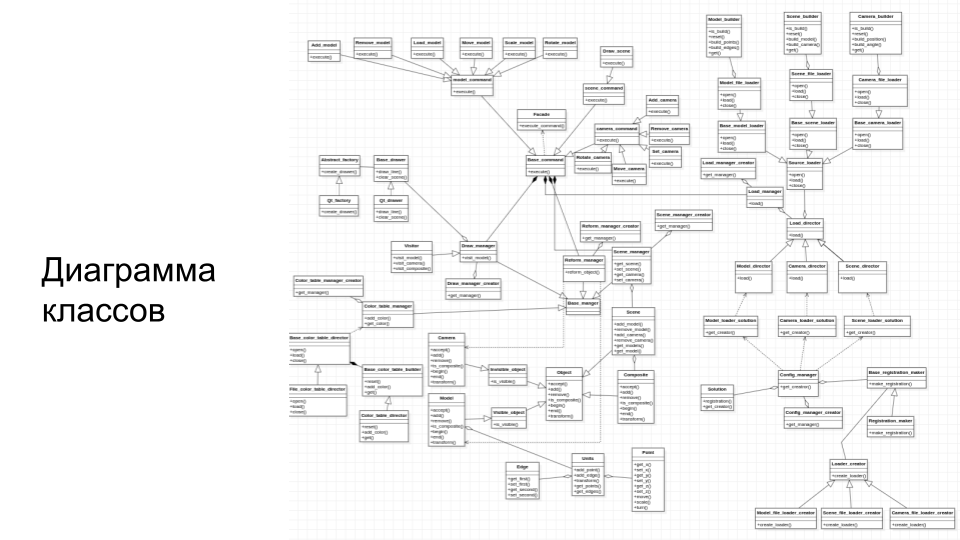 Диаграмма
классов
Add_model
+execute()
Remove_model
+execute()
Load_model
+execute()
Move_model
+execute()
Scale_model
+execute()
Rotate_model
+execute()
model_command
+execute()
Draw_scene
+execute()
scene_command
+execute()
Facade
+execute_command()
Add_camera
+execute()
camera_command
+execute()
Remove_camera
+execute()
Set_camera
+execute()
Rotate_camera
+execute()
Move_camera
+execute()
Base_command
+execute()
Model_builder
+is_build()
+reset()
+build_points()
+build_edges()
+get()
Scene_builder
+is_build()
+reset()
+build_model()
+build_camera()
+get()
Camera_builder
+is_build()
+reset()
+build_position()
+build_angle()
+get()
Model_file_loader
+open()
+load()
+close()
Scene_file_loader
+open()
+load()
+close()
Camera_file_loader
+open()
+load()
+close()
Base_model_loader
+open()
+load()
+close()
Base_scene_loader
+open()
+load()
+close()
Base_camera_loader
+open()
+load()
+close()
Load_manager_creator
+get_manager()
Source_loader
+open()
+load()
+close()
Load_manager
+load()
Load_director
+load()
Abstract_factory
+create_drawer()
Base_drawer
+draw_line()
+clear_scene()
Qt_factory
+create_drawer()
Qt_drawer
+draw_line()
+clear_scene()
Visitor
+visit_model()
+visit_camera()
+visit_composite()
Draw_manager
+visit_model()
Draw_manager_creator
+get_manager()
Reform_manager_creator
+get_manager()
Scene_manager_creator
+get_manager()
Reform_manager
+reform_object()
Scene_manager
+get_scene()
+set_scene()
+get_camera()
+set_camera()
Base_manger
Color_table_manager_creator
+get_manager()
Color_table_manager
+add_color()
+get_color()
Base_color_table_director
+open()
+load()
+close()
Base_color_table_builder
+reset()
+add_color()
+get()
File_color_table_director
+open()
+load()
+close()
Color_table_director
+reset()
+add_color()
+get()
Camera
+accept()
+add()
+remove()
+is_composite()
+begin()
+end()
+transform()
Model
+accept()
+add()
+remove()
+is_composite()
+begin()
+end()
+transform()
Invisible_object
+is_visible()
Visible_object
+is_visible()
Object
+accept()
+add()
+remove()
+is_composite()
+begin()
+end()
+transform()
Scene
+add_model()
+remove_model()
+add_camera()
+remove_camera()
+get_models()
+get_model()
Composite
+accept()
+add()
+remove()
+is_composite()
+begin()
+end()
+transform()
Edge
+get_first()
+set_first()
+get_second()
+set_second()
Units
+add_point()
+add_edge()
+transform()
+get_points()
+get_edges()
Point
+get_x()
+set_x()
+get_y()
+set_y()
+get_z()
+set_z()
+move()
+scale()
+turn()
Model_director
+load()
Camera_director
+load()
Scene_director
+load()
Model_loader_solution
+get_creator()
Camera_loader_solution
+get_creator()
Scene_loader_solution
+get_creator()
Config_manager
+get_creator()
Base_registration_maker
+make_registration()
Solution
+registration()
+get_creator()
Config_manager_creator
+get_manager()
Registration_maker
+make_registration()
Loader_creator
+create_loader()
Model_file_loader_creator
+create_loader()
Scene_file_loader_creator
+create_loader()
Camera_file_loader_creator
+create_loader()